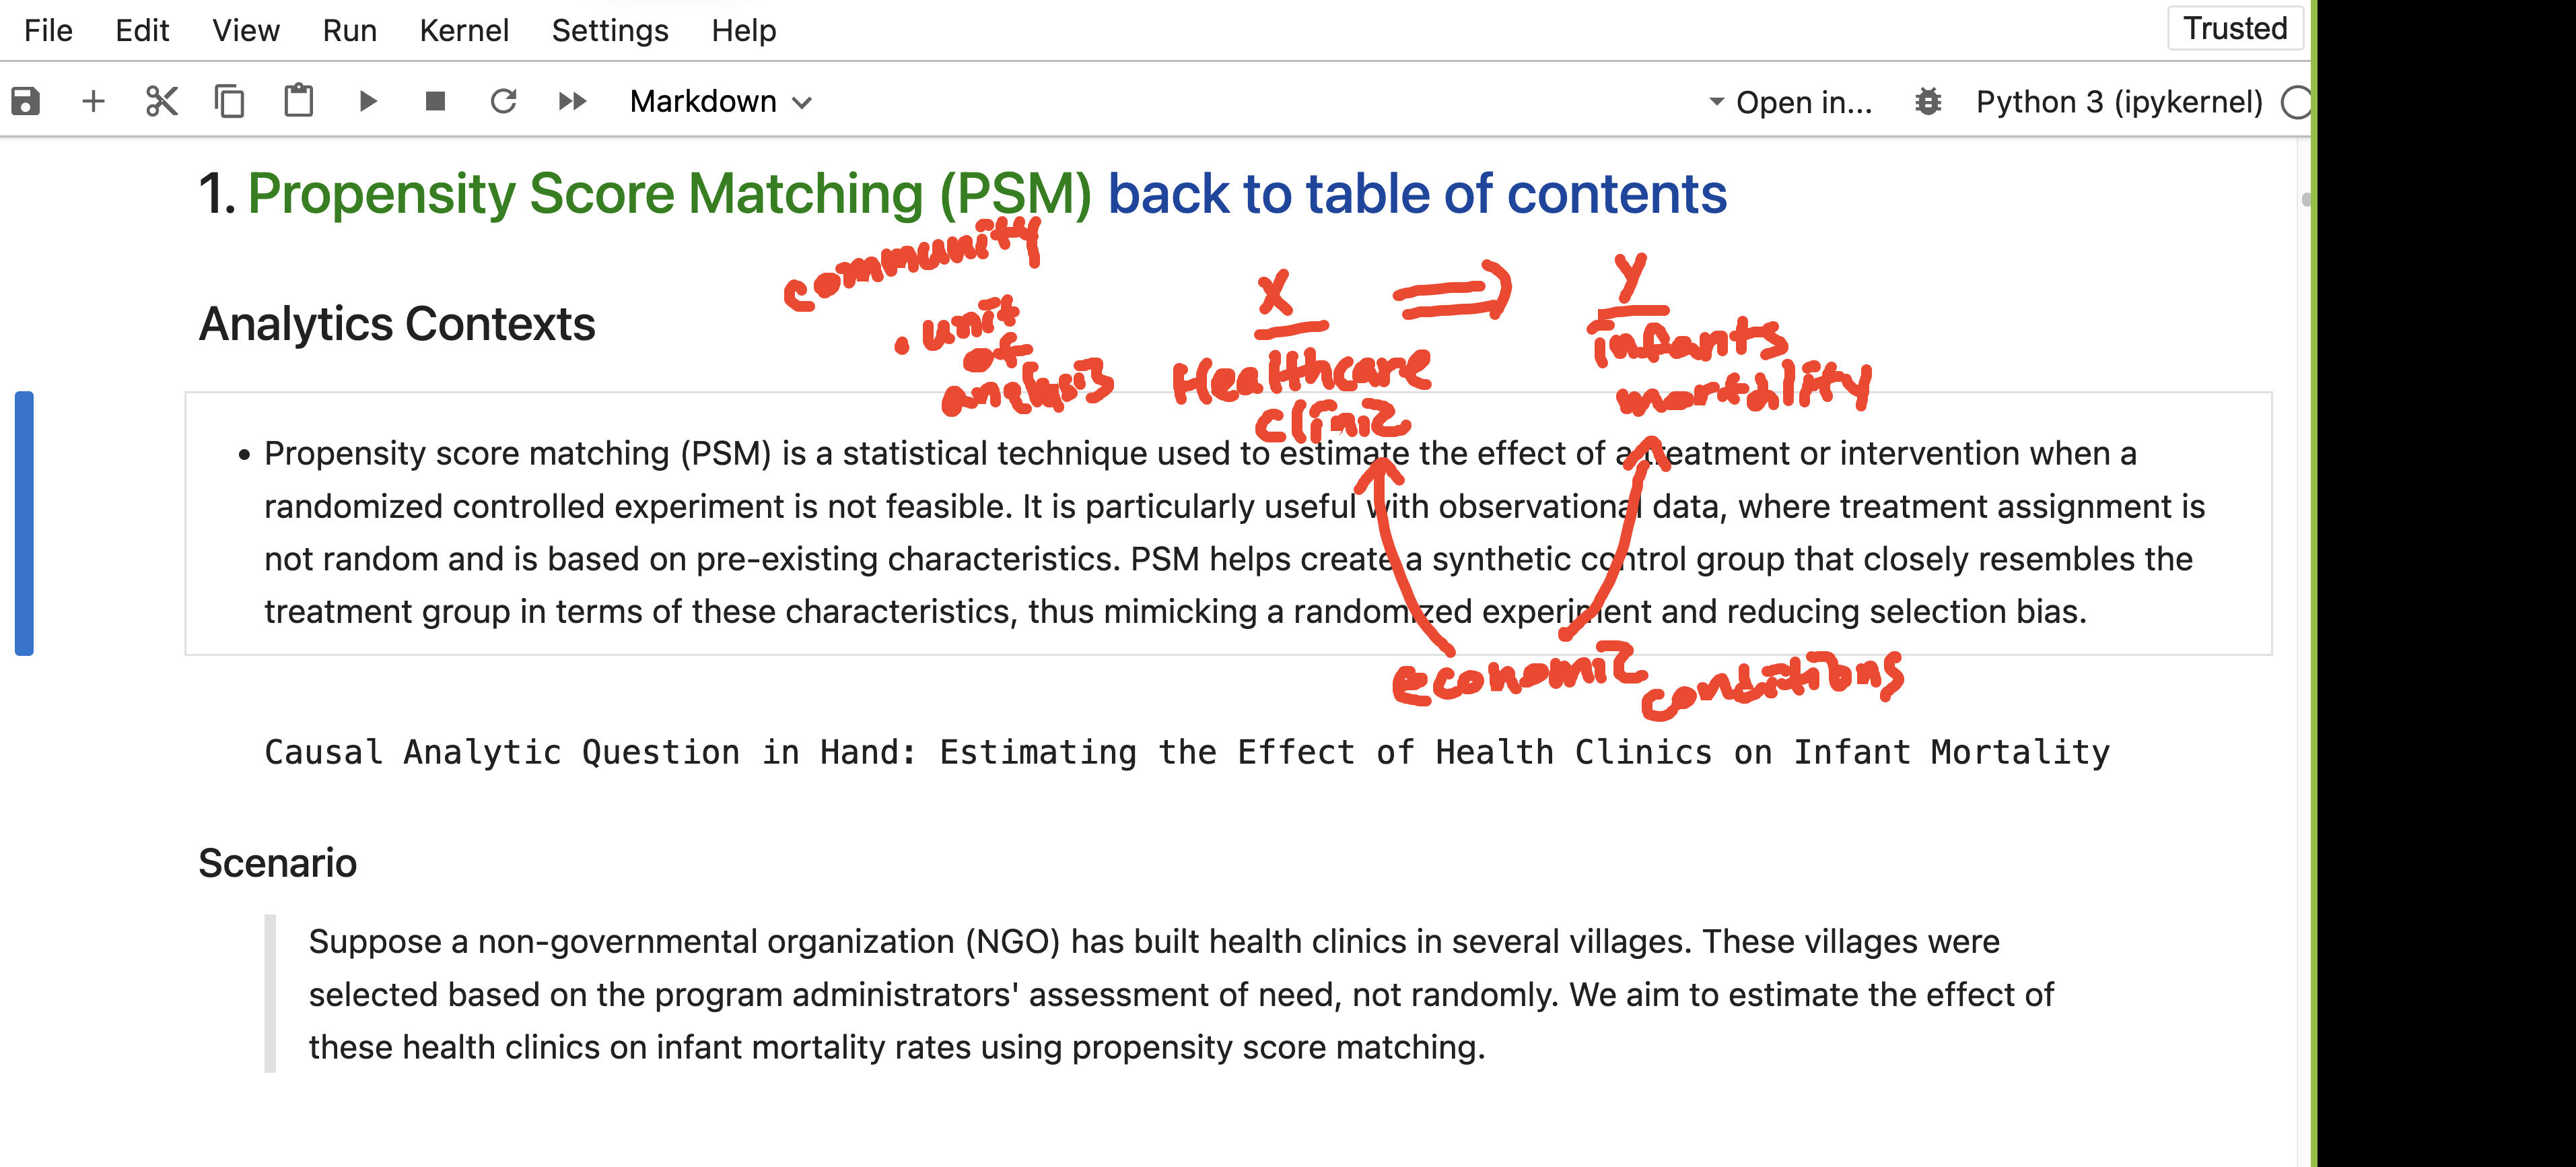 File Edit View Run Kernel Settings Help Trusted
Markdown Open in... Python 3 (ipykernel)
1. Propensity Score Matching (PSM) back to table of contents
community
Analytics Contexts
. unit
of
analysis
X
Healthcare
clinic
Y
infants
mortality
• Propensity score matching (PSM) is a statistical technique used to estimate the effect of a treatment or intervention when a
randomized controlled experiment is not feasible. It is particularly useful with observational data, where treatment assignment is
not random and is based on pre-existing characteristics. PSM helps create a synthetic control group that closely resembles the
treatment group in terms of these characteristics, thus mimicking a randomized experiment and reducing selection bias.
economic
conditions
Causal Analytic Question in Hand: Estimating the Effect of Health Clinics on Infant Mortality
Scenario
Suppose a non-governmental organization (NGO) has built health clinics in several villages. These villages were
selected based on the program administrators' assessment of need, not randomly. We aim to estimate the effect of
these health clinics on infant mortality rates using propensity score matching.